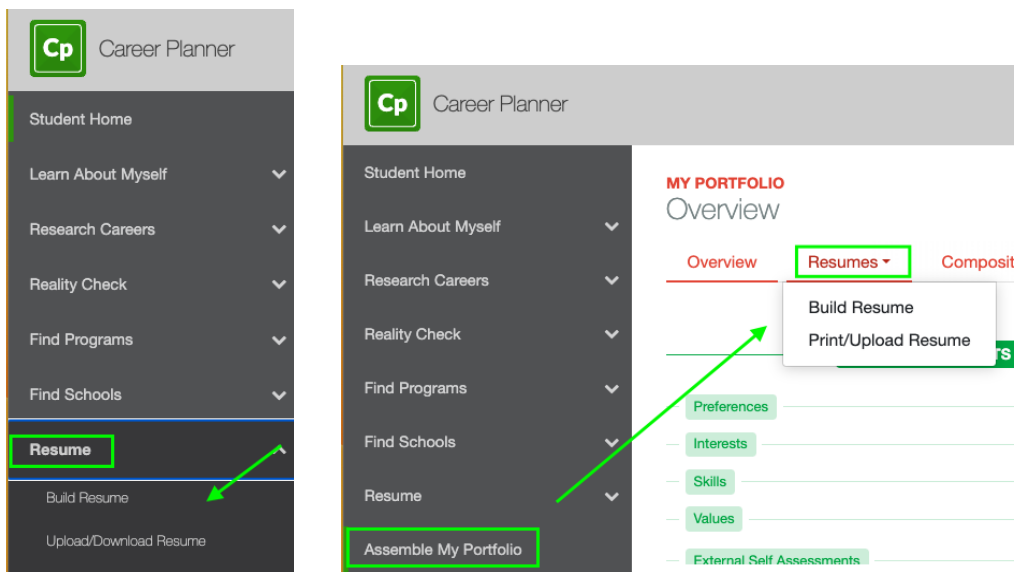 Cp Career Planner
Student Home
Learn About Myself
Research Careers
Reality Check
Find Programs
Find Schools
Resume
Build Resume
Upload/Download Resume
Cp Career Planner
Student Home
Learn About Myself
Research Careers
Reality Check
Find Programs
Find Schools
Resume
Assemble My Portfolio
MY PORTFOLIO
Overview
Overview Resumes Composit
Build Resume
Print/Upload Resume
TS
Preferences
Interests
Skills
Values
External Self Assessments